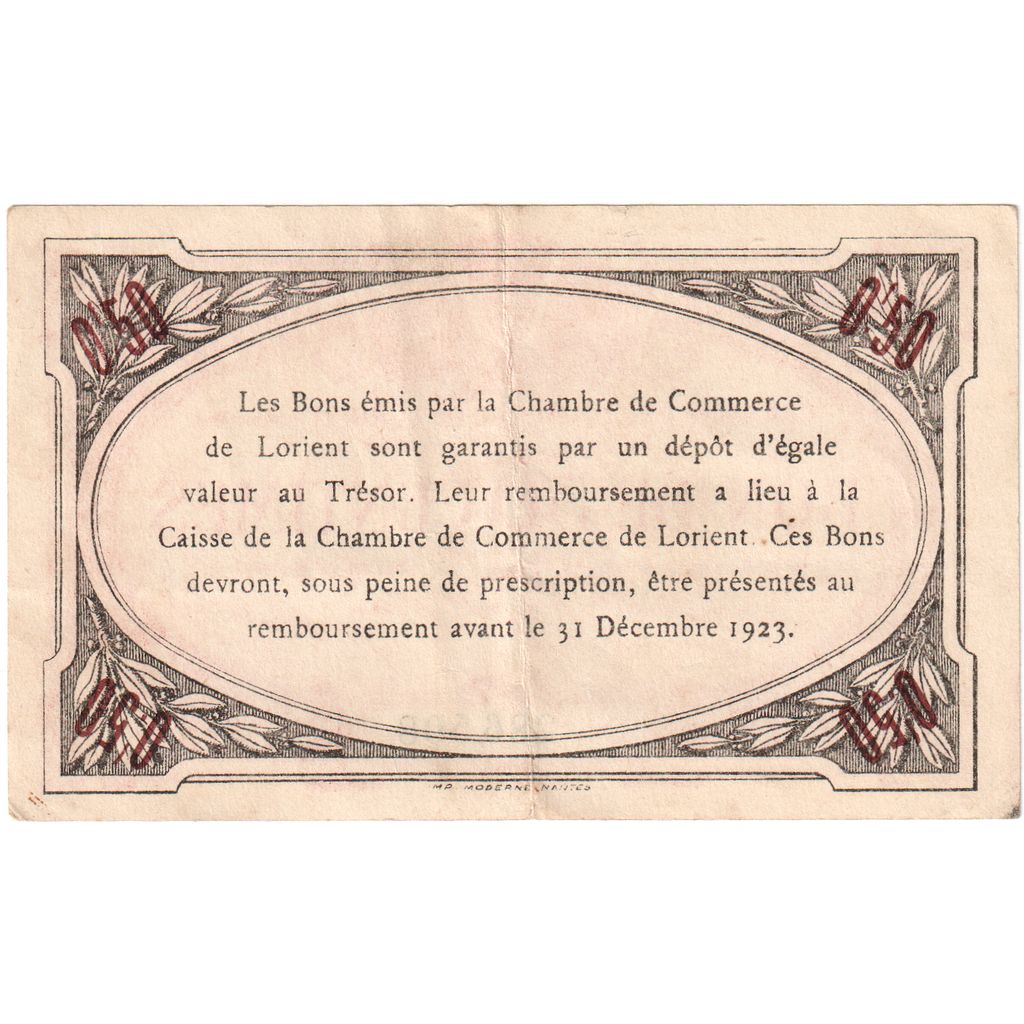 0'50
0'50
Les Bons émis par la Chambre de Commerce
de Lorient sont garantis par un dépôt d'égale
valeur au Trésor. Leur remboursement a lieu à la
Caisse de la Chambre de Commerce de Lorient. Ces Bons
devront, sous peine de prescription, être présentés au
remboursement avant le 31 Décembre 1923.
0'50
0'50
IMP. MODERNE, NANTES